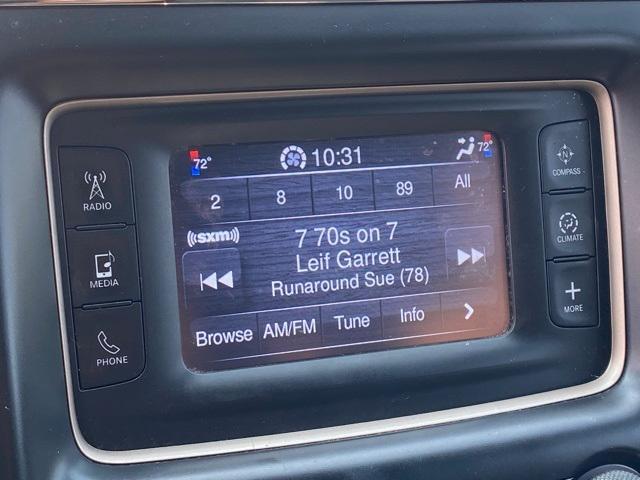 72° 10:31 72°
2 8 10 89 All
((sxm))
7 70s on 7
Leif Garrett
Runaround Sue (78)
Browse AM/FM Tune Info
RADIO
MEDIA
PHONE
N
COMPASS
CLIMATE
+
MORE